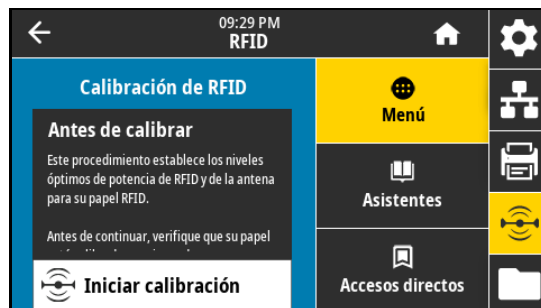 09:29 PM
RFID
Calibración de RFID
Antes de calibrar
Este procedimiento establece los niveles
óptimos de potencia de RFID y de la antena
para su papel RFID.
Antes de continuar, verifique que su papel
Iniciar calibración
Menú
Asistentes
Accesos directos